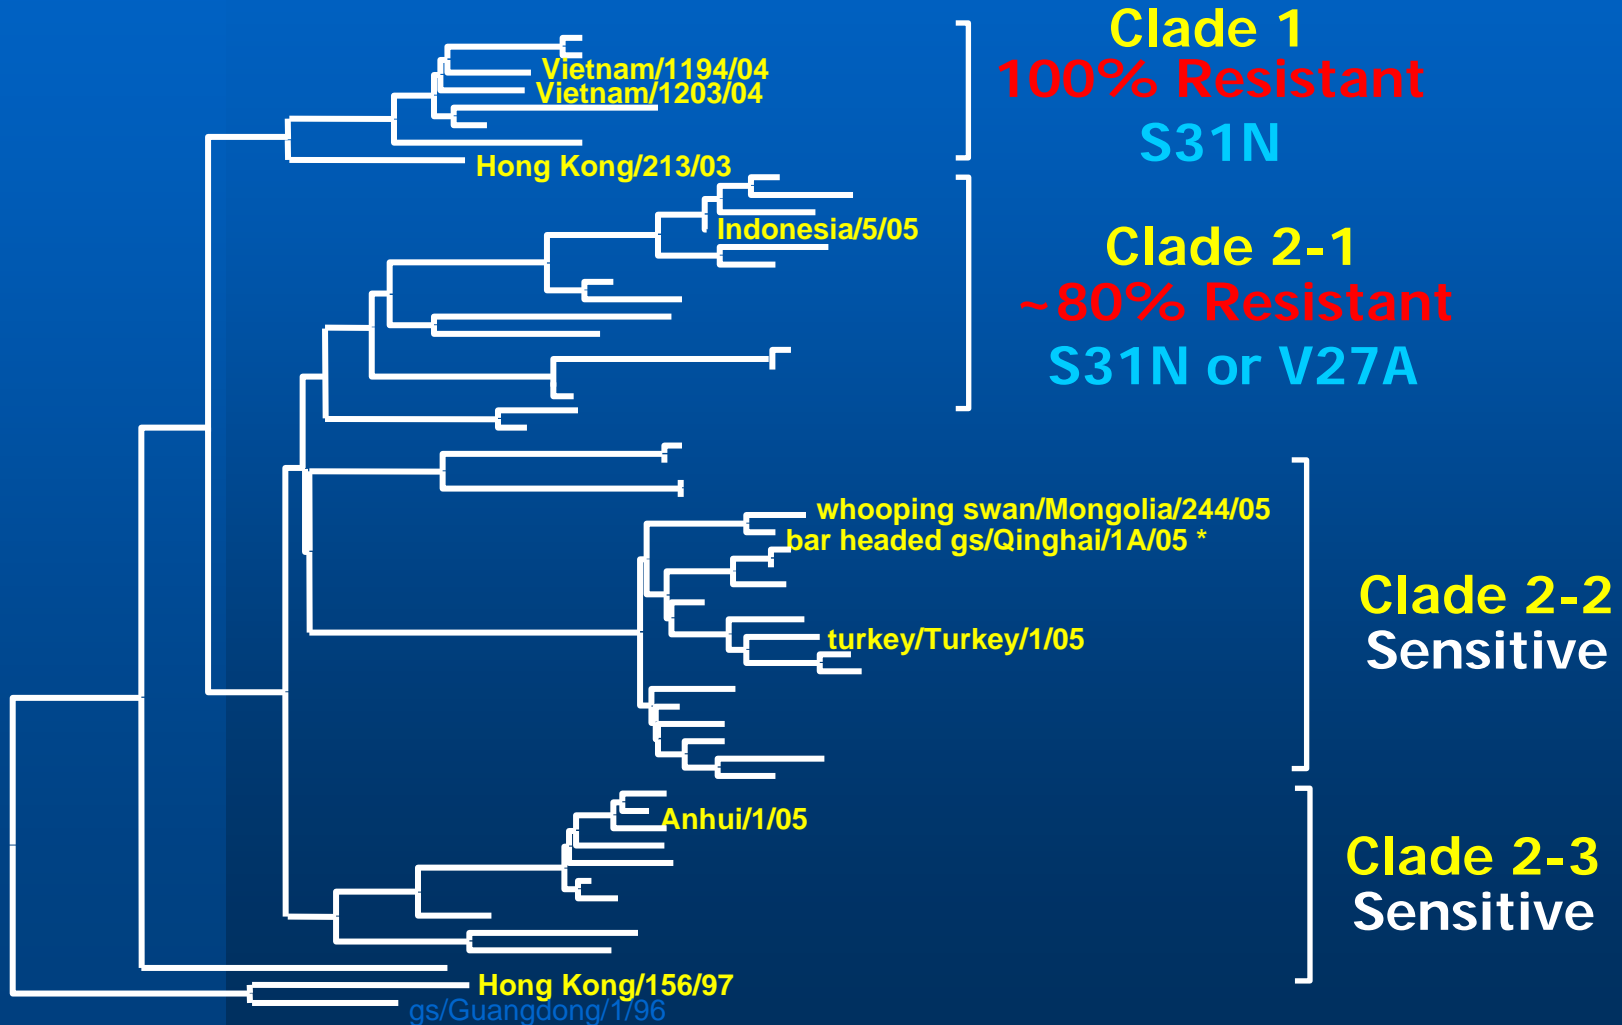 Clade 1
100% Resistant
S31N
Vietnam/1194/04
Vietnam/1203/04
Hong Kong/213/03
Indonesia/5/05
Clade 2-1
~80% Resistant
S31N or V27A
whooping swan/Mongolia/244/05
bar headed gs/Qinghai/1A/05 *
turkey/Turkey/1/05
Clade 2-2
Sensitive
Anhui/1/05
Clade 2-3
Sensitive
Hong Kong/156/97
gs/Guangdong/1/96